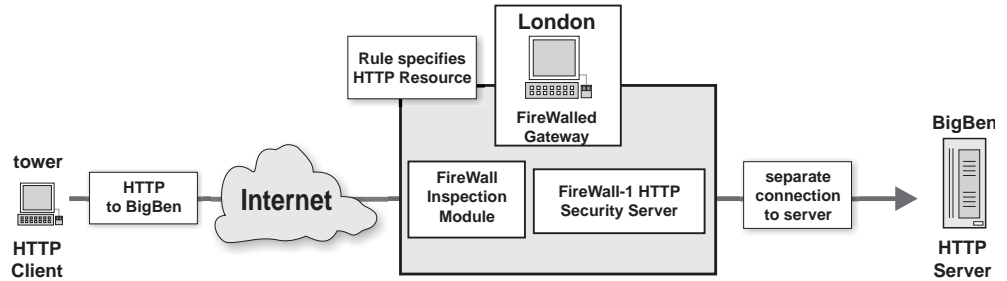 tower
HTTP
Client
HTTP
to BigBen
Internet
Rule specifies
HTTP Resource
London
FireWalled
Gateway
FireWall
Inspection
Module
FireWall-1 HTTP
Security Server
separate
connection
to server
BigBen
HTTP
Server